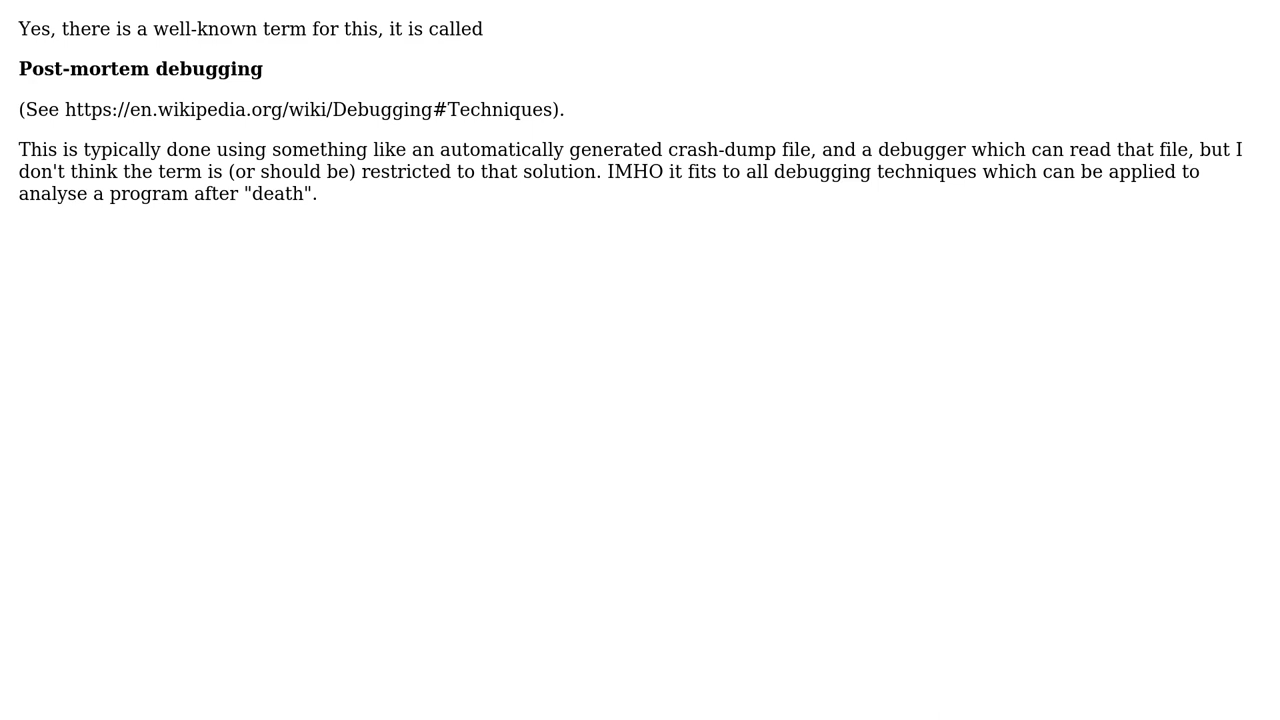 Yes, there is a well-known term for this, it is called
Post-mortem debugging
(See https://en.wikipedia.org/wiki/Debugging#Techniques).
This is typically done using something like an automatically generated crash-dump file, and a debugger which can read that file, but I
don't think the term is (or should be) restricted to that solution. IMHO it fits to all debugging techniques which can be applied to
analyse a program after "death".